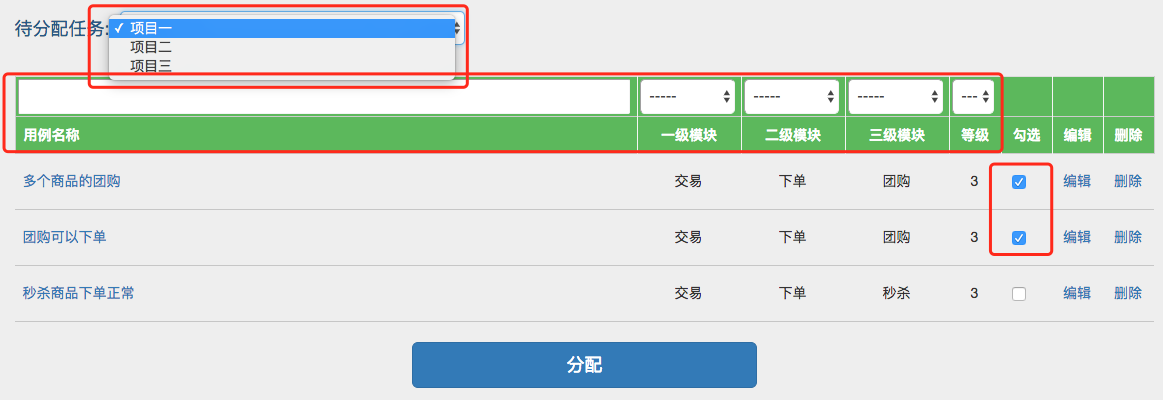 待分配任务:
✓ 项目一
项目二
项目三
----- ----- ----- ---
用例名称 一级模块 二级模块 三级模块 等级 勾选 编辑 删除
多个商品的团购 交易 下单 团购 3 编辑 删除
团购可以下单 交易 下单 团购 3 编辑 删除
秒杀商品下单正常 交易 下单 秒杀 3 编辑 删除
分配